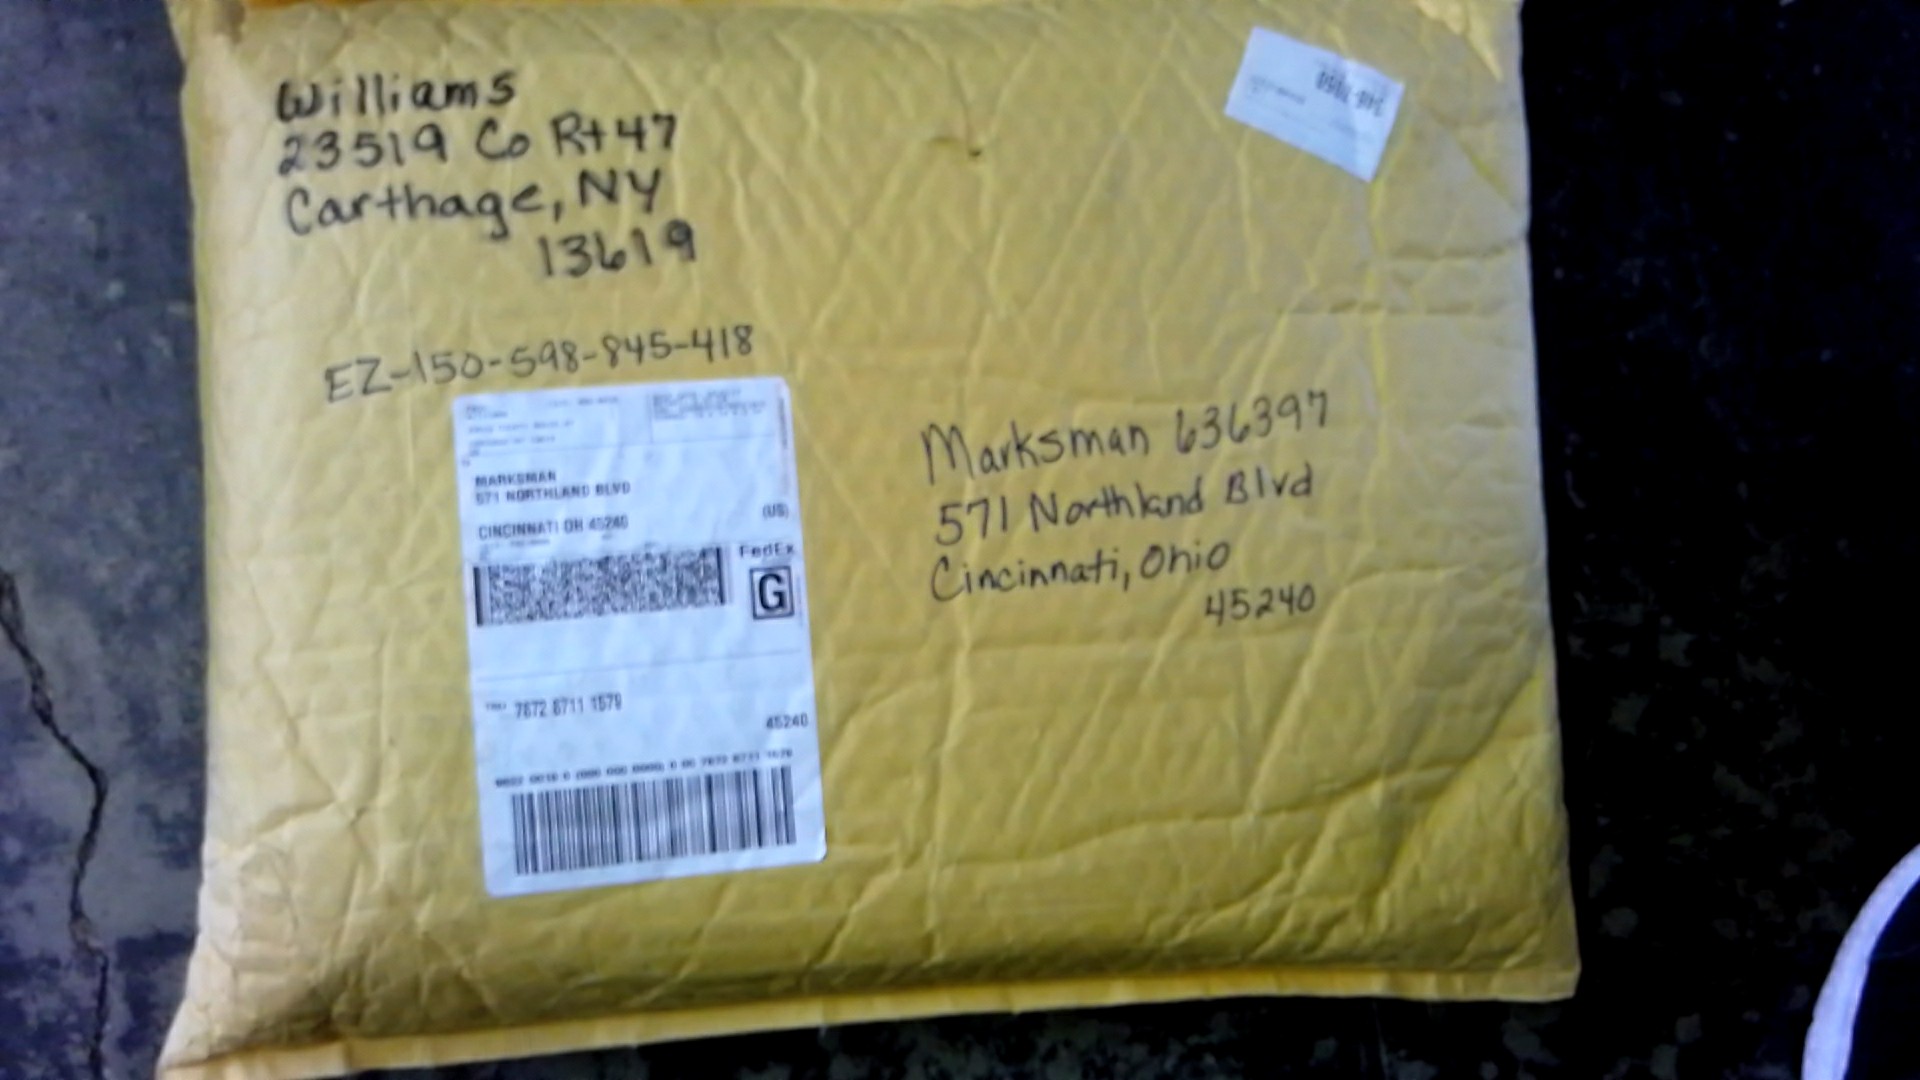 Williams
23519 Co Rt 47
Carthage, NY
13619
EZ-150-598-845-418
MARKSMAN
571 NORTHLAND BLVD
CINCINNATI OH 45240
(US)
FedEx
G
7872 8711 1579
45240
Marksman 636397
571 Northland Blvd
Cincinnati, Ohio
45240